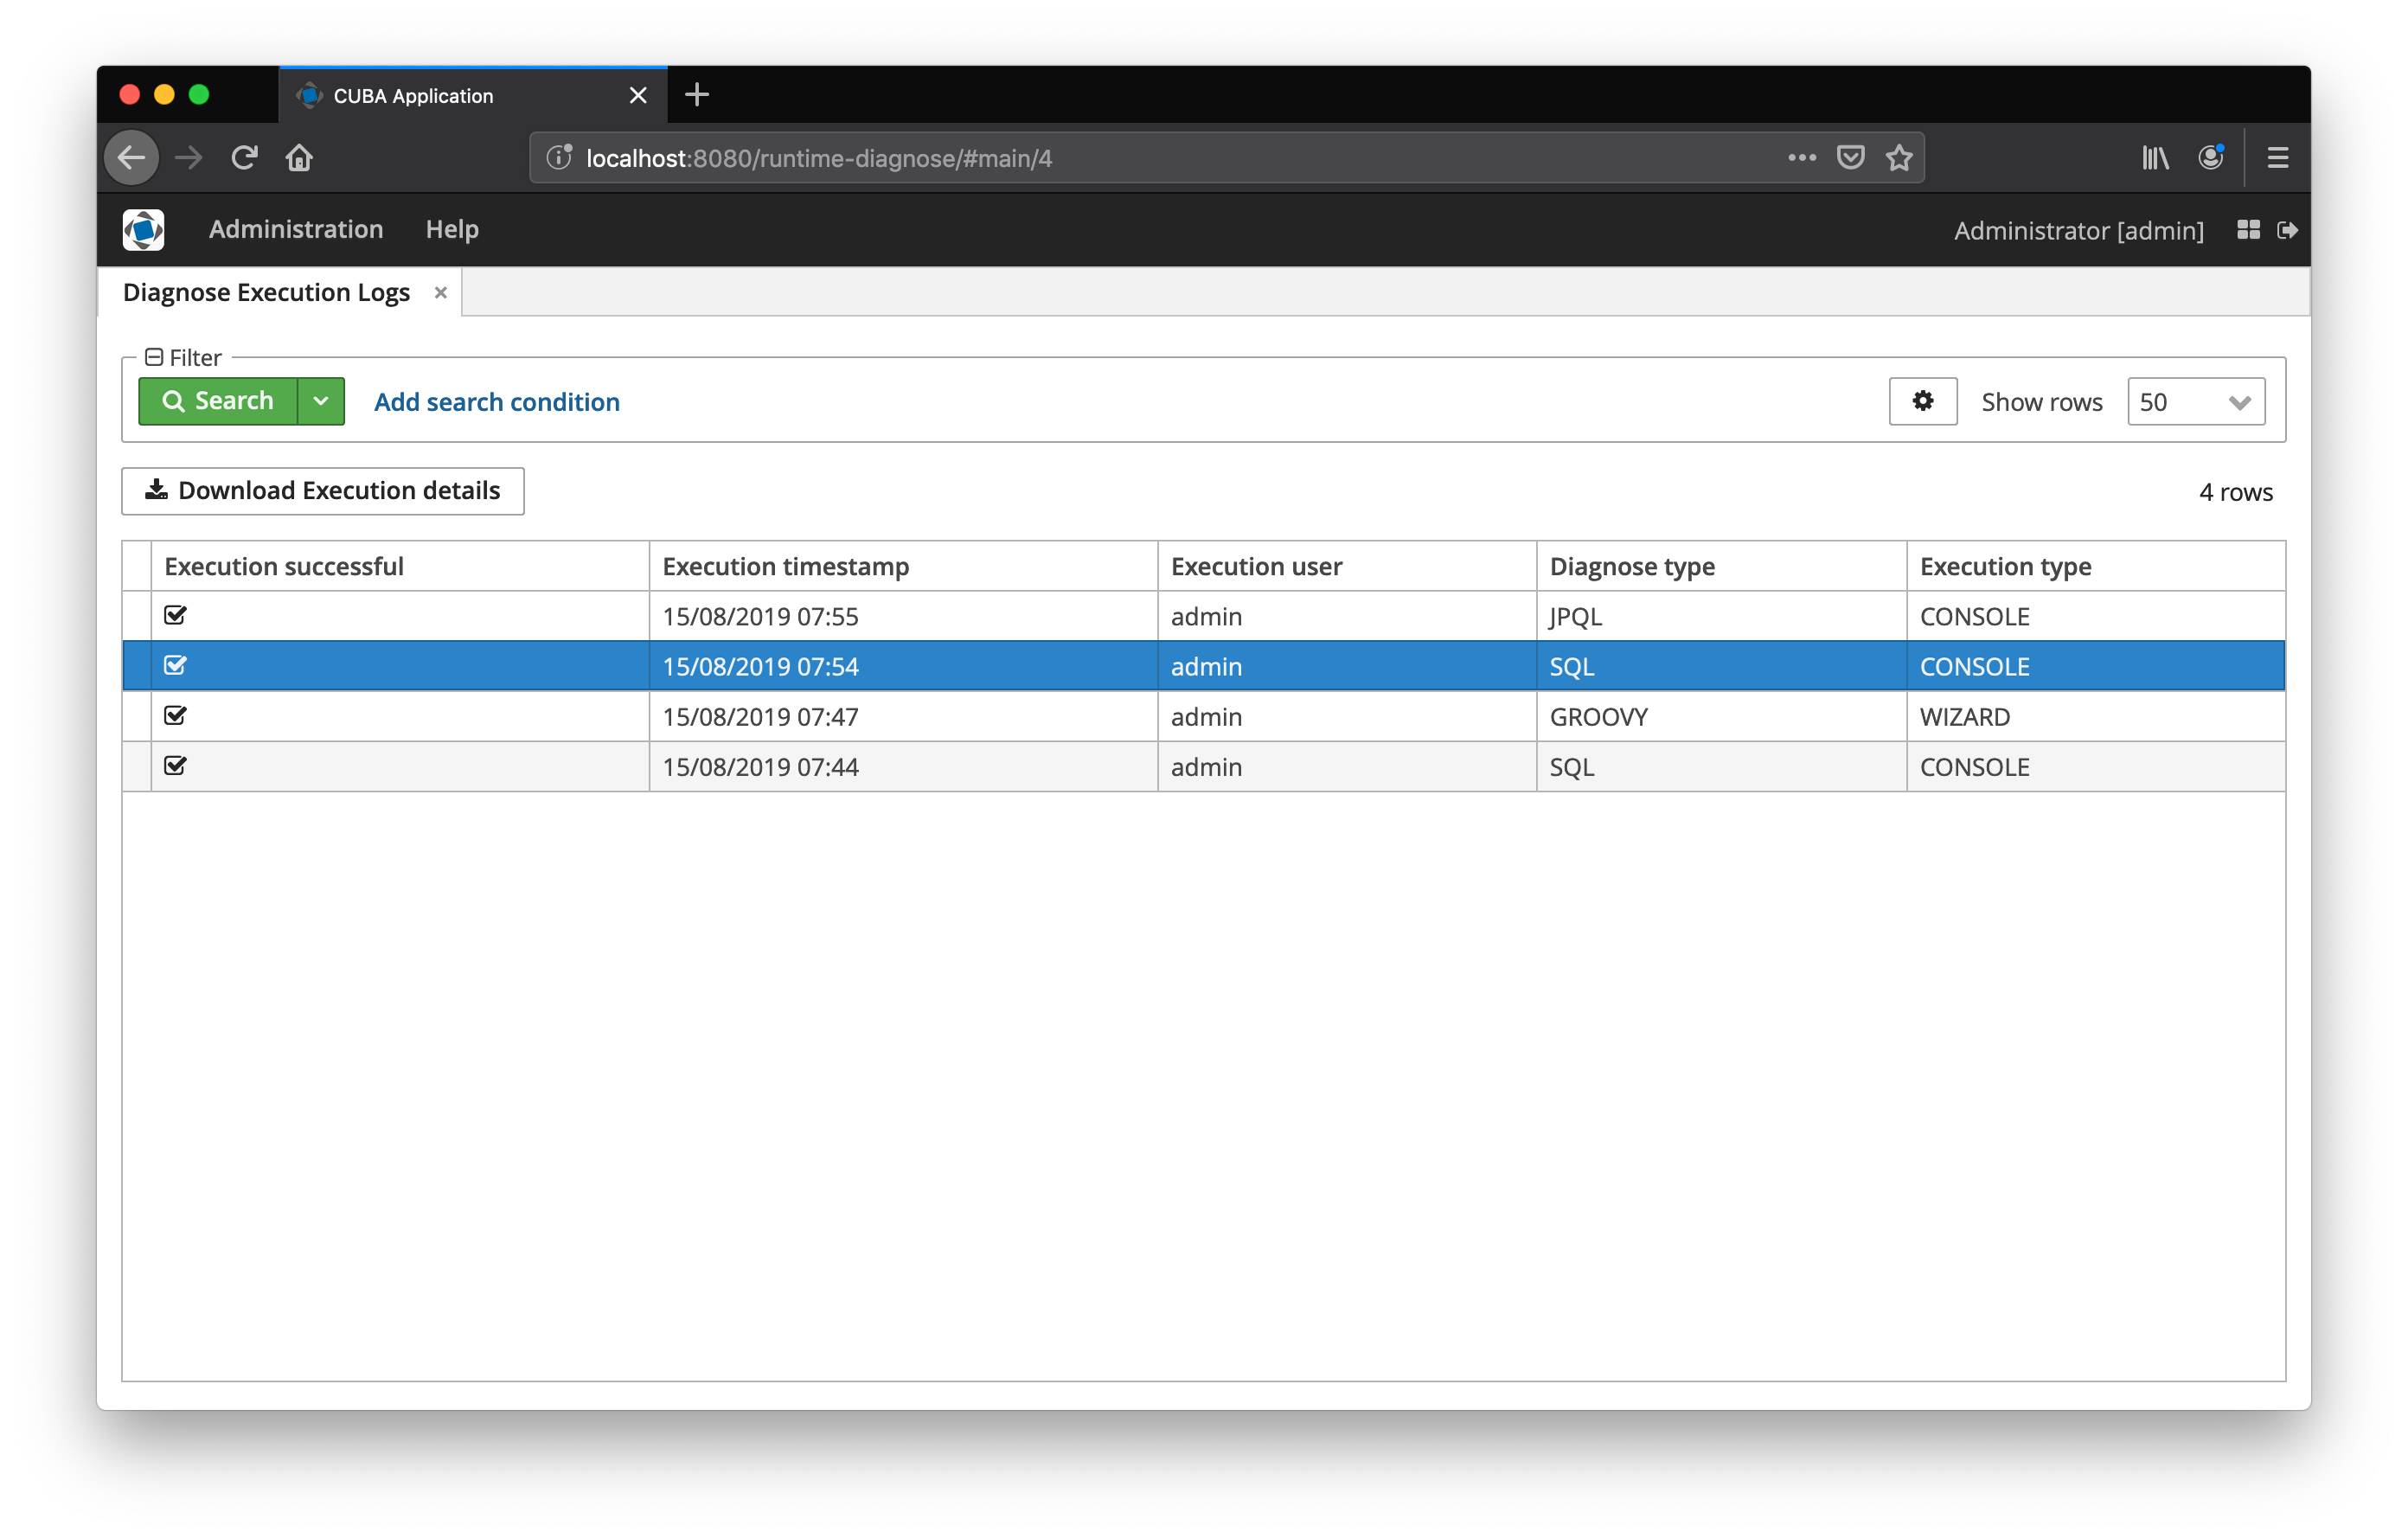 CUBA Application
localhost:8080/runtime-diagnose/#main/4
Administration Help Administrator [admin]
Diagnose Execution Logs
Filter
Search Add search condition Show rows 50
Download Execution details 4 rows
Execution successful Execution timestamp Execution user Diagnose type Execution type
15/08/2019 07:55 admin JPQL CONSOLE
15/08/2019 07:54 admin SQL CONSOLE
15/08/2019 07:47 admin GROOVY WIZARD
15/08/2019 07:44 admin SQL CONSOLE